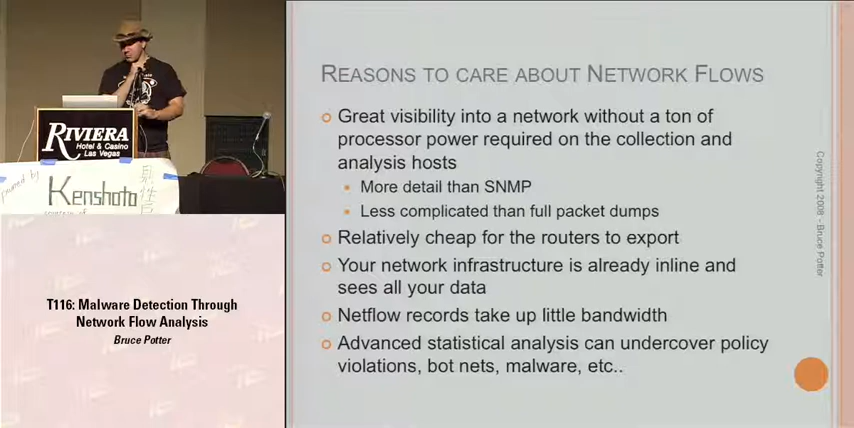 RIVIERA
Hotel & Casino
Las Vegas
Kenshoto
T116: Malware Detection Through
Network Flow Analysis
Bruce Potter
REASONS TO CARE ABOUT NETWORK FLOWS
Great visibility into a network without a ton of
processor power required on the collection and
analysis hosts
More detail than SNMP
Less complicated than full packet dumps
Relatively cheap for the routers to export
Your network infrastructure is already inline and
sees all your data
Netflow records take up little bandwidth
Advanced statistical analysis can undercover policy
violations, bot nets, malware, etc..
Copyright 2008 - Bruce Potter